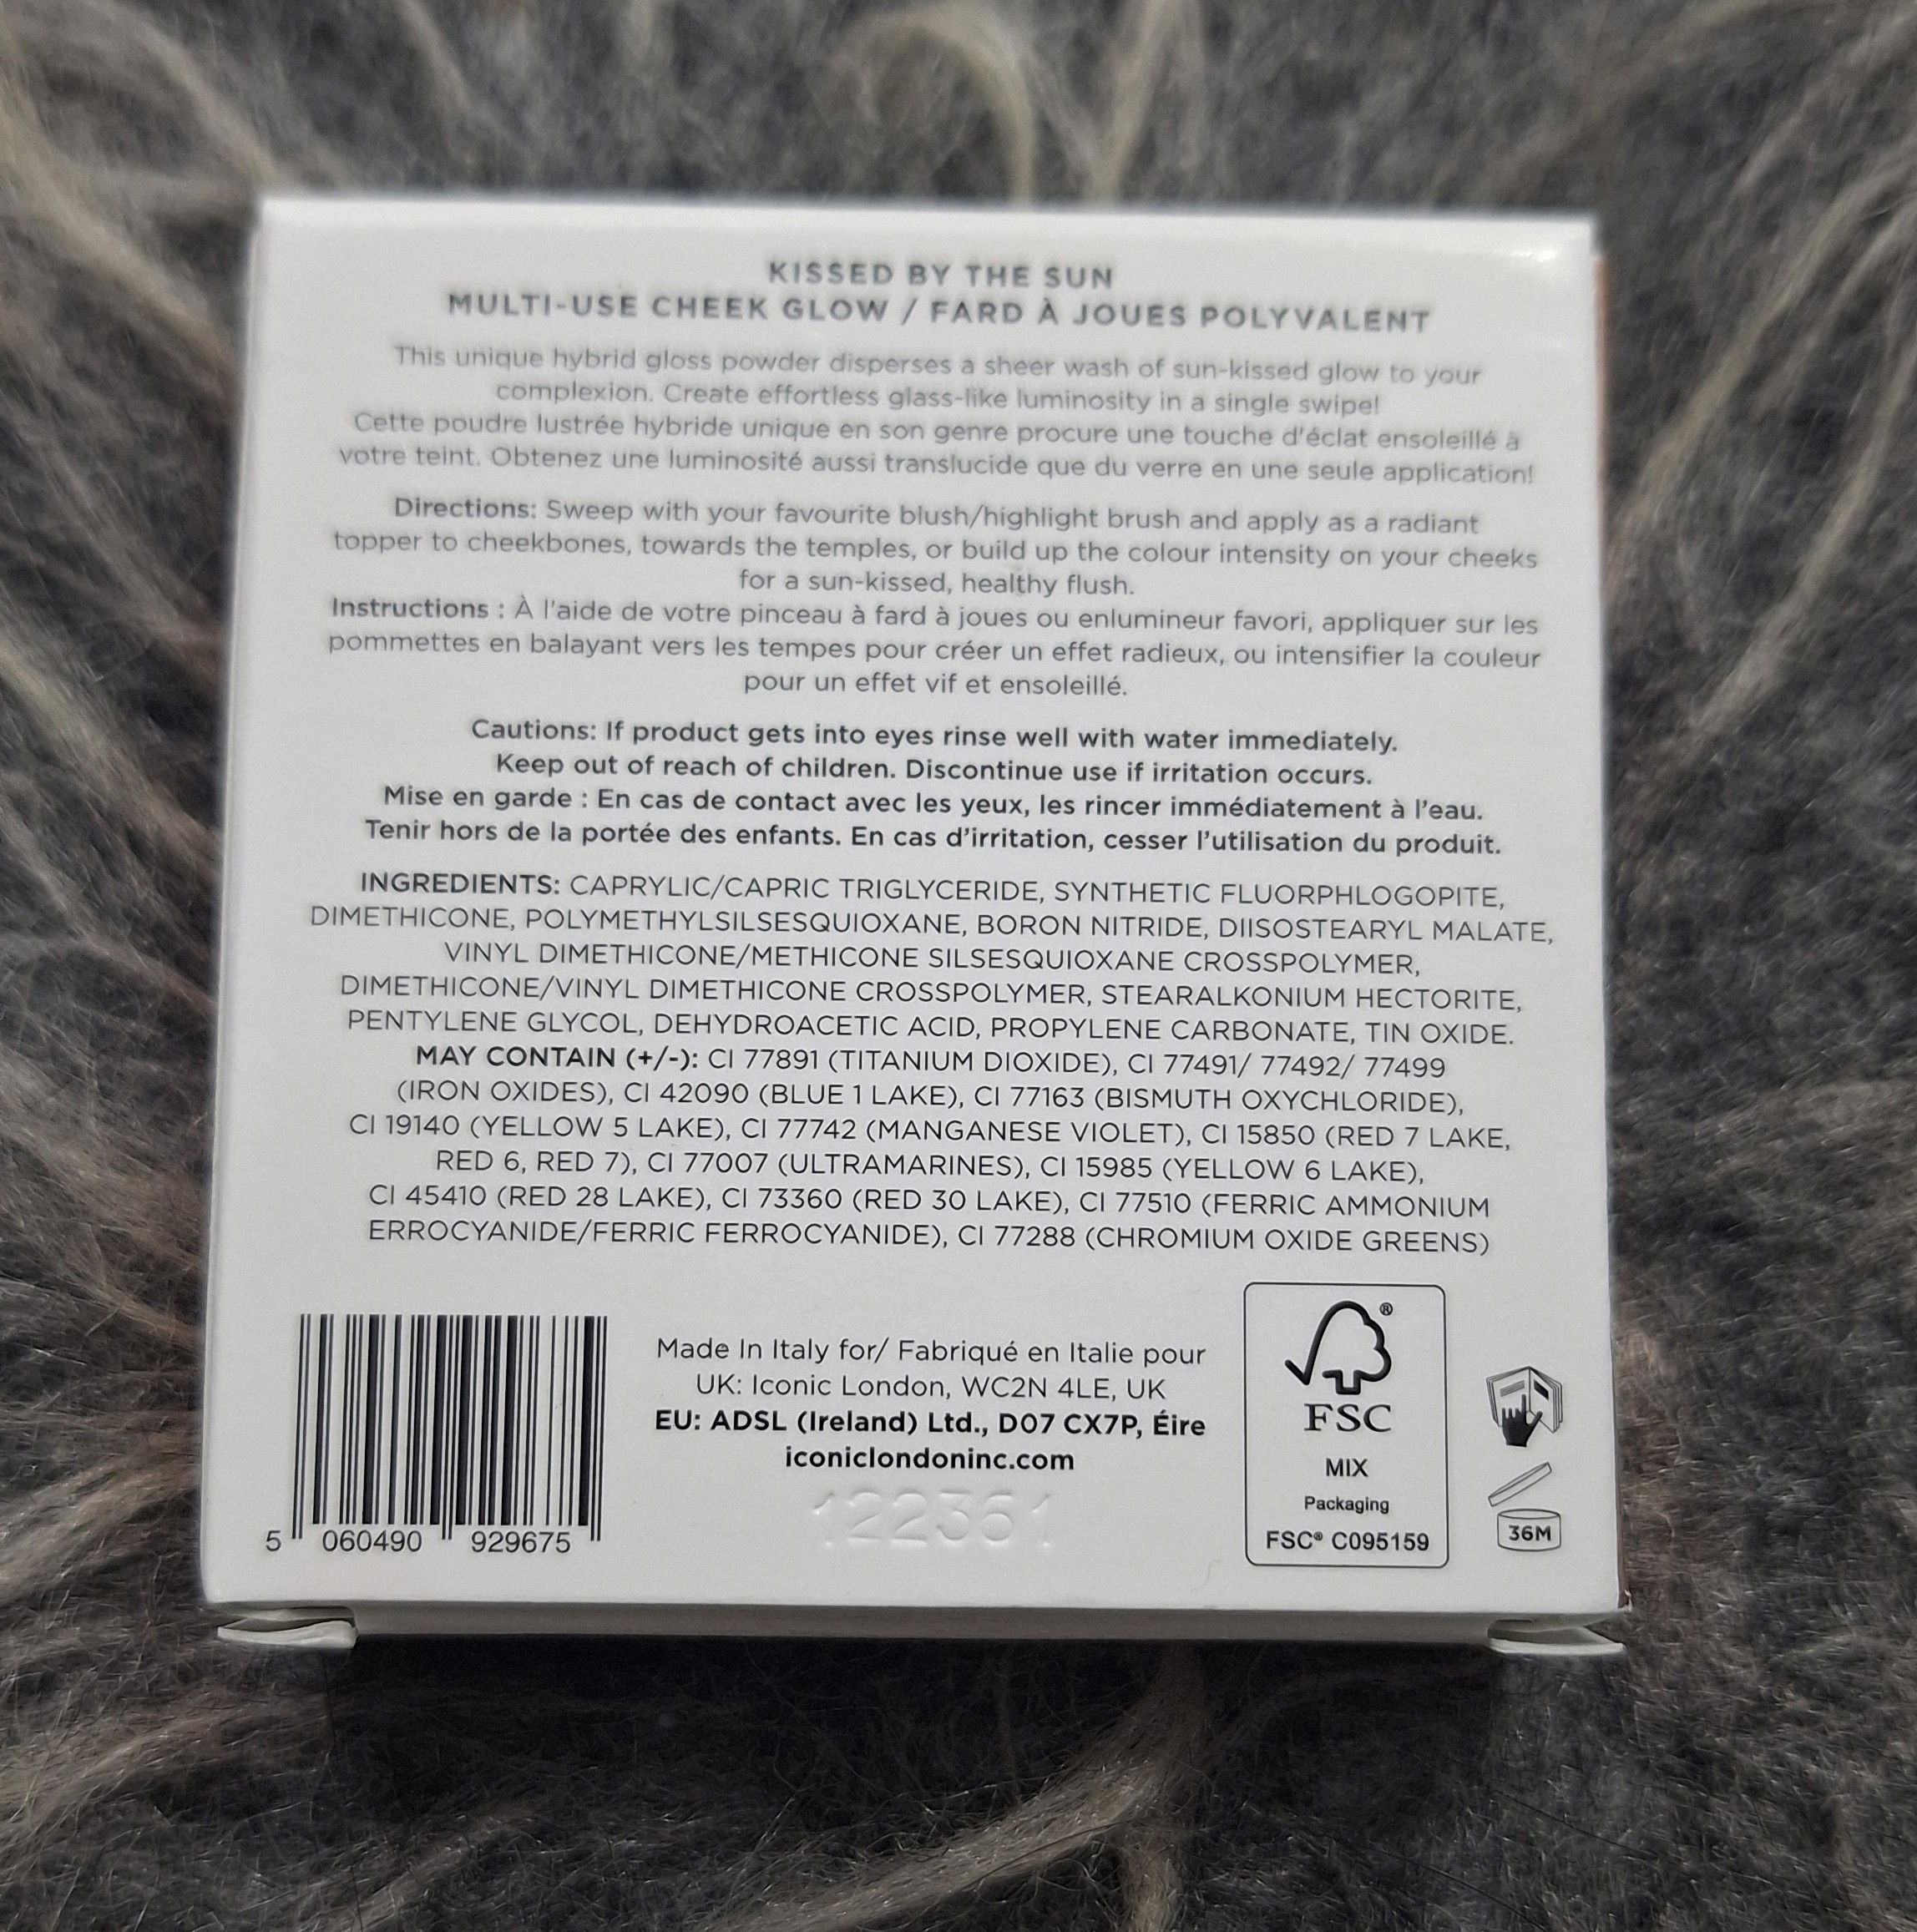 KISSED BY THE SUN
MULTI-USE CHEEK GLOW / FARD À JOUES POLYVALENT
This unique hybrid gloss powder disperses a sheer wash of sun-kissed glow to your
complexion. Create effortless glass-like luminosity in a single swipe!
Cette poudre lustrée hybride unique en son genre procure une touche d'éclat ensoleillé à
votre teint. Obtenez une luminosité aussi translucide que du verre en une seule application!
Directions: Sweep with your favourite blush/highlight brush and apply as a radiant
topper to cheekbones, towards the temples, or build up the colour intensity on your cheeks
for a sun-kissed, healthy flush.
Instructions : À l'aide de votre pinceau à fard à joues ou enlumineur favori, appliquer sur les
pommettes en balayant vers les tempes pour créer un effet radieux, ou intensifier la couleur
pour un effet vif et ensoleillé.
Cautions: If product gets into eyes rinse well with water immediately.
Keep out of reach of children. Discontinue use if irritation occurs.
Mise en garde : En cas de contact avec les yeux, les rincer immédiatement à l'eau.
Tenir hors de la portée des enfants. En cas d'irritation, cesser l'utilisation du produit.
INGREDIENTS: CAPRYLIC/CAPRIC TRIGLYCERIDE, SYNTHETIC FLUORPHLOGOPITE,
DIMETHICONE, POLYMETHYLSILSESQUIOXANE, BORON NITRIDE, DIISOSTEARYL MALATE,
VINYL DIMETHICONE/METHICONE SILSESQUIOXANE CROSSPOLYMER,
DIMETHICONE/VINYL DIMETHICONE CROSSPOLYMER, STEARALKONIUM HECTORITE,
PENTYLENE GLYCOL, DEHYDROACETIC ACID, PROPYLENE CARBONATE, TIN OXIDE.
MAY CONTAIN (+/-): CI 77891 (TITANIUM DIOXIDE), CI 77491/ 77492/ 77499
(IRON OXIDES), CI 42090 (BLUE 1 LAKE), CI 77163 (BISMUTH OXYCHLORIDE),
CI 19140 (YELLOW 5 LAKE), CI 77742 (MANGANESE VIOLET), CI 15850 (RED 7 LAKE,
RED 6, RED 7), CI 77007 (ULTRAMARINES), CI 15985 (YELLOW 6 LAKE),
CI 45410 (RED 28 LAKE), CI 73360 (RED 30 LAKE), CI 77510 (FERRIC AMMONIUM
ERROCYANIDE/FERRIC FERROCYANIDE), CI 77288 (CHROMIUM OXIDE GREENS)
5 060490 929675
Made In Italy for/ Fabriqué en Italie pour
UK: Iconic London, WC2N 4LE, UK
EU: ADSL (Ireland) Ltd., D07 CX7P, Éire
iconiclondoninc.com
122361
®
FSC
MIX
Packaging
FSC® C095159
36M